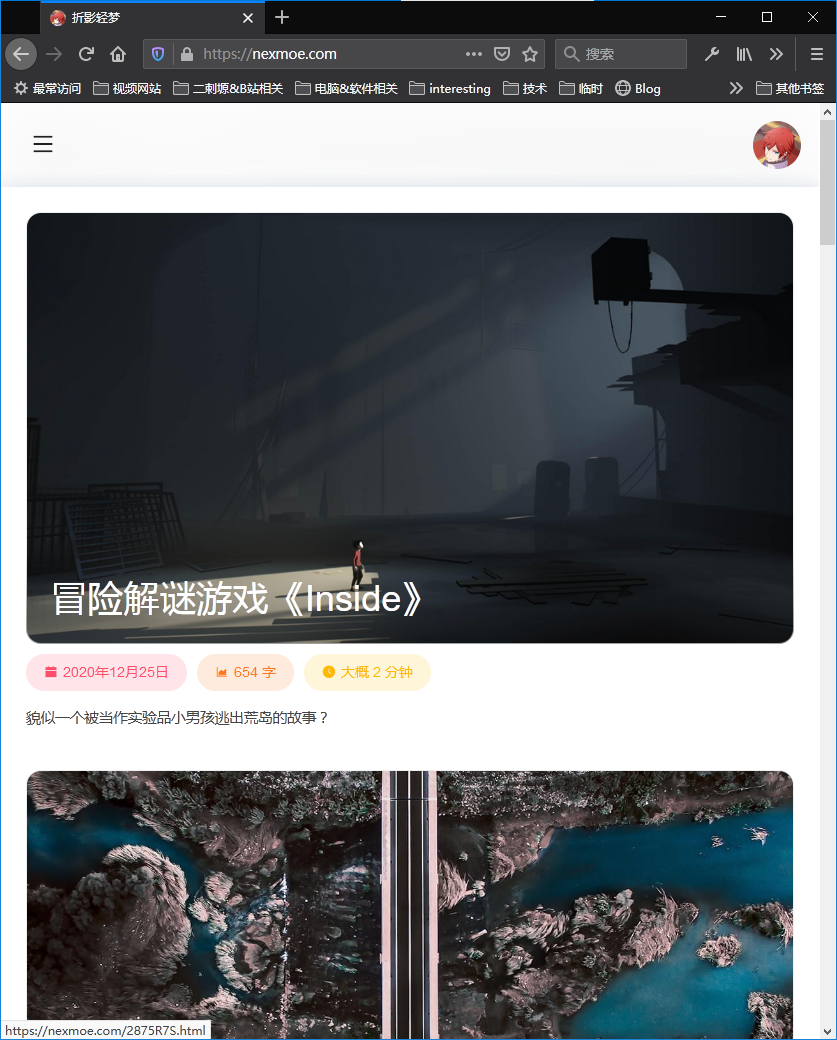 折影轻梦
https://nexmoe.com
搜索
最常访问 视频网站 二刺塬&B站相关 电脑&软件相关 interesting 技术 临时 Blog 其他书签
冒险解谜游戏《Inside》
2020年12月25日 654 字 大概 2 分钟
貌似一个被当作实验品小男孩逃出荒岛的故事？
https://nexmoe.com/2875R7S.html